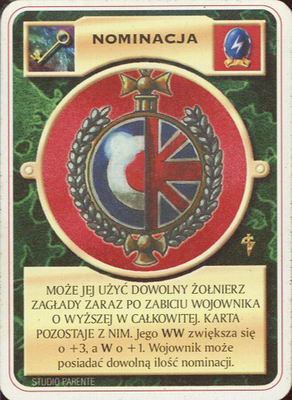 NOMINACJA
MOŻE JEJ UŻYĆ DOWOLNY ŻOŁNIERZ
ZAGŁADY ZARAZ PO ZABICIU WOJOWNIKA
O WYŻSZEJ W CAŁKOWITEJ. KARTA
POZOSTAJE Z NIM. Jego WW zwiększa się
o +3, a W o +1. Wojownik może
posiadać dowolną ilość nominacji.
STUDIO PARENTE